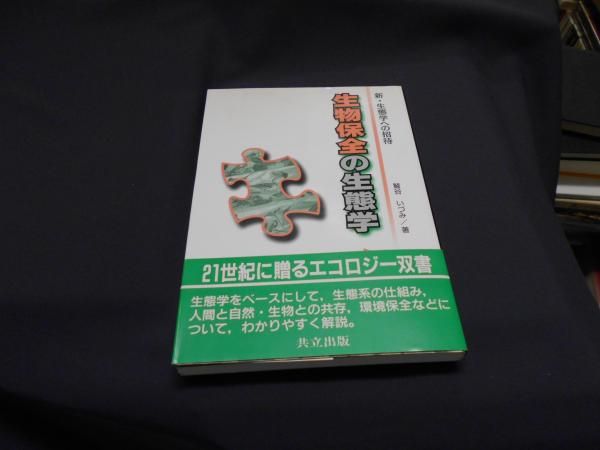 新・生態学への招待
生物保全の生態学
鷲谷 いづみ／著
21世紀に贈るエコロジー双書
生態学をベースにして，生態系の仕組み，
人間と自然・生物との共存，環境保全などに
ついて，わかりやすく解説。
共立出版